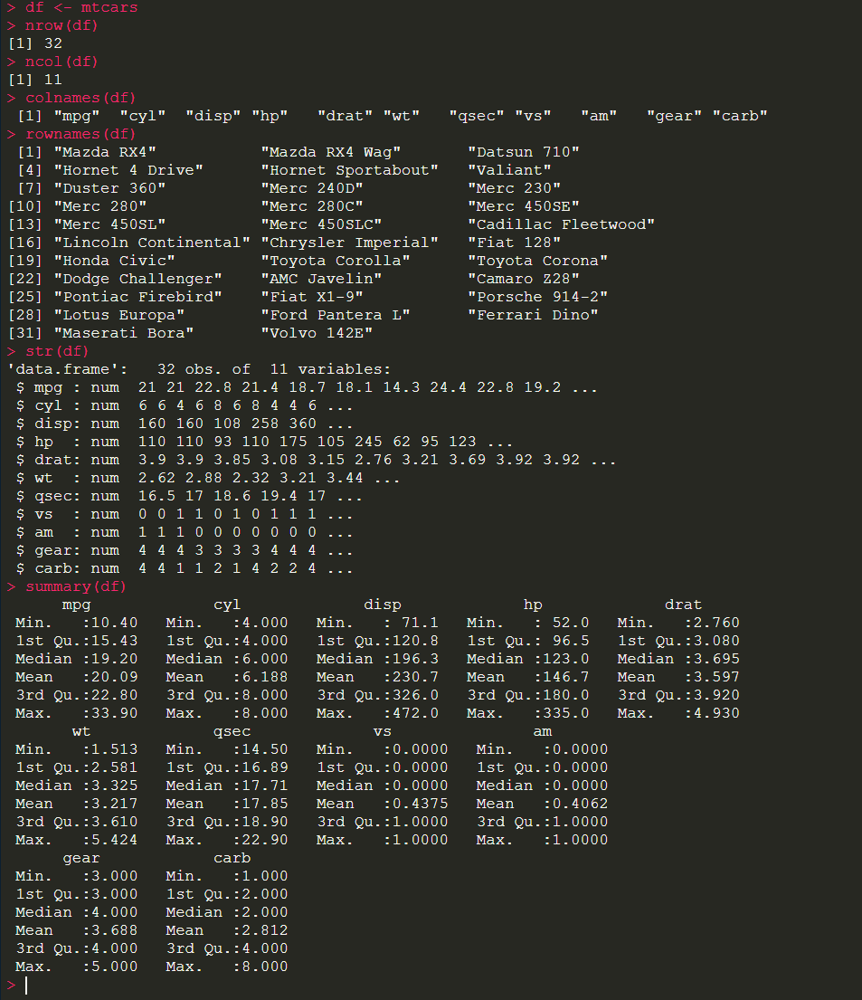 > df <- mtcars
> nrow(df)
[1] 32
> ncol(df)
[1] 11
> colnames(df)
 [1] "mpg"  "cyl"  "disp" "hp"   "drat" "wt"   "qsec" "vs"   "am"   "gear" "carb"
> rownames(df)
 [1] "Mazda RX4"           "Mazda RX4 Wag"       "Datsun 710"
 [4] "Hornet 4 Drive"      "Hornet Sportabout"   "Valiant"
 [7] "Duster 360"          "Merc 240D"           "Merc 230"
[10] "Merc 280"            "Merc 280C"           "Merc 450SE"
[13] "Merc 450SL"          "Merc 450SLC"         "Cadillac Fleetwood"
[16] "Lincoln Continental" "Chrysler Imperial"   "Fiat 128"
[19] "Honda Civic"         "Toyota Corolla"      "Toyota Corona"
[22] "Dodge Challenger"    "AMC Javelin"         "Camaro Z28"
[25] "Pontiac Firebird"    "Fiat X1-9"           "Porsche 914-2"
[28] "Lotus Europa"        "Ford Pantera L"      "Ferrari Dino"
[31] "Maserati Bora"       "Volvo 142E"
> str(df)
'data.frame':   32 obs. of  11 variables:
 $ mpg : num  21 21 22.8 21.4 18.7 18.1 14.3 24.4 22.8 19.2 ...
 $ cyl : num  6 6 4 6 8 6 8 4 4 6 ...
 $ disp: num  160 160 108 258 360 ...
 $ hp  : num  110 110 93 110 175 105 245 62 95 123 ...
 $ drat: num  3.9 3.9 3.85 3.08 3.15 2.76 3.21 3.69 3.92 3.92 ...
 $ wt  : num  2.62 2.88 2.32 3.21 3.44 ...
 $ qsec: num  16.5 17 18.6 19.4 17 ...
 $ vs  : num  0 0 1 1 0 1 0 1 1 1 ...
 $ am  : num  1 1 1 0 0 0 0 0 0 0 ...
 $ gear: num  4 4 4 3 3 3 3 4 4 4 ...
 $ carb: num  4 4 1 1 2 1 4 2 2 4 ...
> summary(df)
      mpg             cyl             disp             hp             drat
 Min.   :10.40   Min.   :4.000   Min.   : 71.1   Min.   : 52.0   Min.   :2.760
 1st Qu.:15.43   1st Qu.:4.000   1st Qu.:120.8   1st Qu.: 96.5   1st Qu.:3.080
 Median :19.20   Median :6.000   Median :196.3   Median :123.0   Median :3.695
 Mean   :20.09   Mean   :6.188   Mean   :230.7   Mean   :146.7   Mean   :3.597
 3rd Qu.:22.80   3rd Qu.:8.000   3rd Qu.:326.0   3rd Qu.:180.0   3rd Qu.:3.920
 Max.   :33.90   Max.   :8.000   Max.   :472.0   Max.   :335.0   Max.   :4.930
       wt             qsec             vs               am
 Min.   :1.513   Min.   :14.50   Min.   :0.0000   Min.   :0.0000
 1st Qu.:2.581   1st Qu.:16.89   1st Qu.:0.0000   1st Qu.:0.0000
 Median :3.325   Median :17.71   Median :0.0000   Median :0.0000
 Mean   :3.217   Mean   :17.85   Mean   :0.4375   Mean   :0.4062
 3rd Qu.:3.610   3rd Qu.:18.90   3rd Qu.:1.0000   3rd Qu.:1.0000
 Max.   :5.424   Max.   :22.90   Max.   :1.0000   Max.   :1.0000
      gear            carb
 Min.   :3.000   Min.   :1.000
 1st Qu.:3.000   1st Qu.:2.000
 Median :4.000   Median :2.000
 Mean   :3.688   Mean   :2.812
 3rd Qu.:4.000   3rd Qu.:4.000
 Max.   :5.000   Max.   :8.000
>